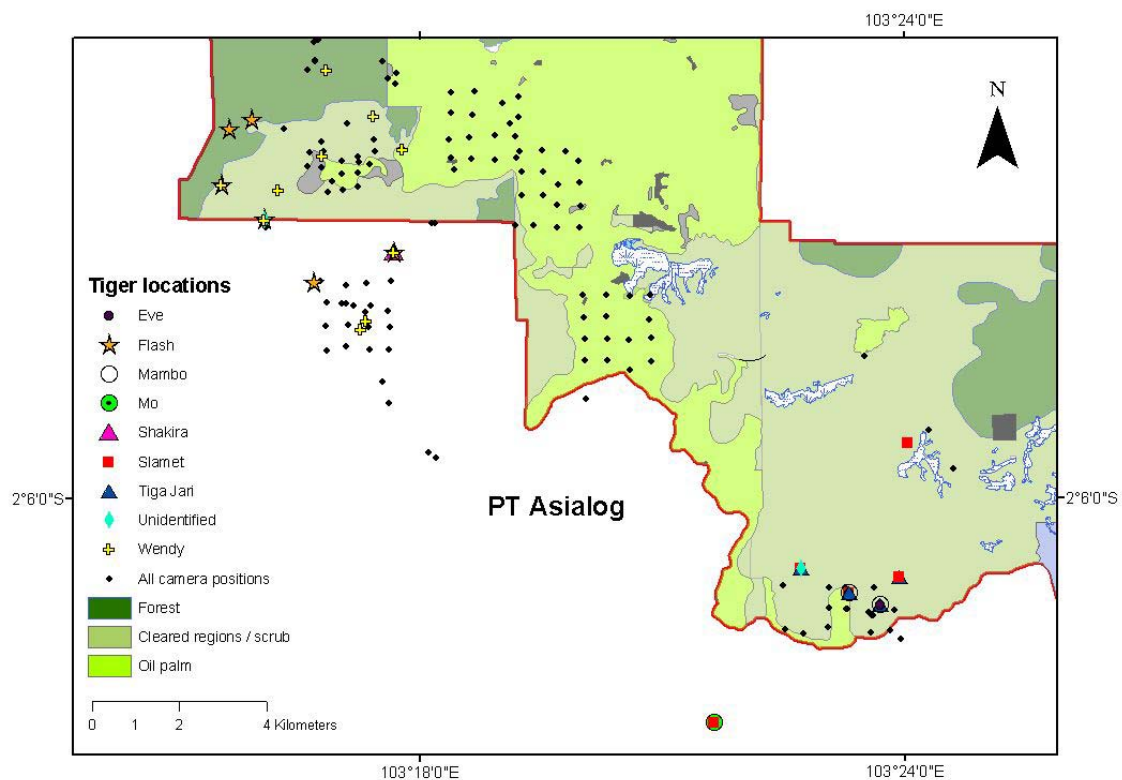 103°24'0"E
N
Tiger locations
Eve
Flash
Mambo
Mo
Shakira
Slamet
Tiga Jari
Unidentified
Wendy
All camera positions
Forest
Cleared regions / scrub
Oil palm
0 1 2 4 Kilometers
2°6'0"S
PT Asialog
2°6'0"S
103°18'0"E
103°24'0"E